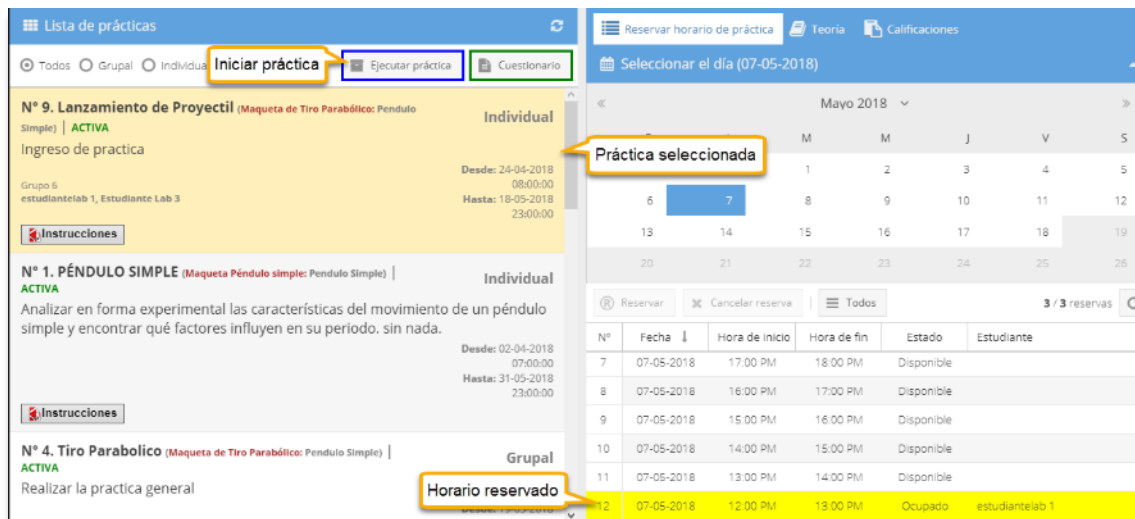 Lista de prácticas
Todos Grupal Individua
Iniciar práctica
Ejecutar práctica
Cuestionario
N° 9. Lanzamiento de Proyectil (Maqueta de Tiro Parabólico: Pendulo
Simple) | ACTIVA
Individual
Ingreso de practica
Práctica seleccionada
Desde: 24-04-2018
08:00:00
Hasta: 18-05-2018
23:00:00
Grupo 6
estudiantelab 1, Estudiante Lab 3
Instrucciones
N° 1. PÉNDULO SIMPLE (Maqueta Péndulo simple: Pendulo Simple) |
ACTIVA
Individual
Analizar en forma experimental las características del movimiento de un péndulo
simple y encontrar qué factores influyen en su periodo. sin nada.
Desde: 02-04-2018
07:00:00
Hasta: 31-05-2018
23:00:00
Instrucciones
N° 4. Tiro Parabolico (Maqueta de Tiro Parabólico: Pendulo Simple) |
ACTIVA
Grupal
Realizar la practica general
Horario reservado
Reservar horario de práctica Teoría Calificaciones
Seleccionar el día (07-05-2018)
« Mayo 2018 »
M M J V S
1 2 3 4 5
6 7 8 9 10 11 12
13 14 15 16 17 18 19
20 21 22 23 24 25 26
Reservar Cancelar reserva Todos 3 / 3 reservas
N° Fecha ↓ Hora de inicio Hora de fin Estado Estudiante
7 07-05-2018 17:00 PM 18:00 PM Disponible
8 07-05-2018 16:00 PM 17:00 PM Disponible
9 07-05-2018 15:00 PM 16:00 PM Disponible
10 07-05-2018 14:00 PM 15:00 PM Disponible
11 07-05-2018 13:00 PM 14:00 PM Disponible
12 07-05-2018 12:00 PM 13:00 PM Ocupado estudiantelab 1